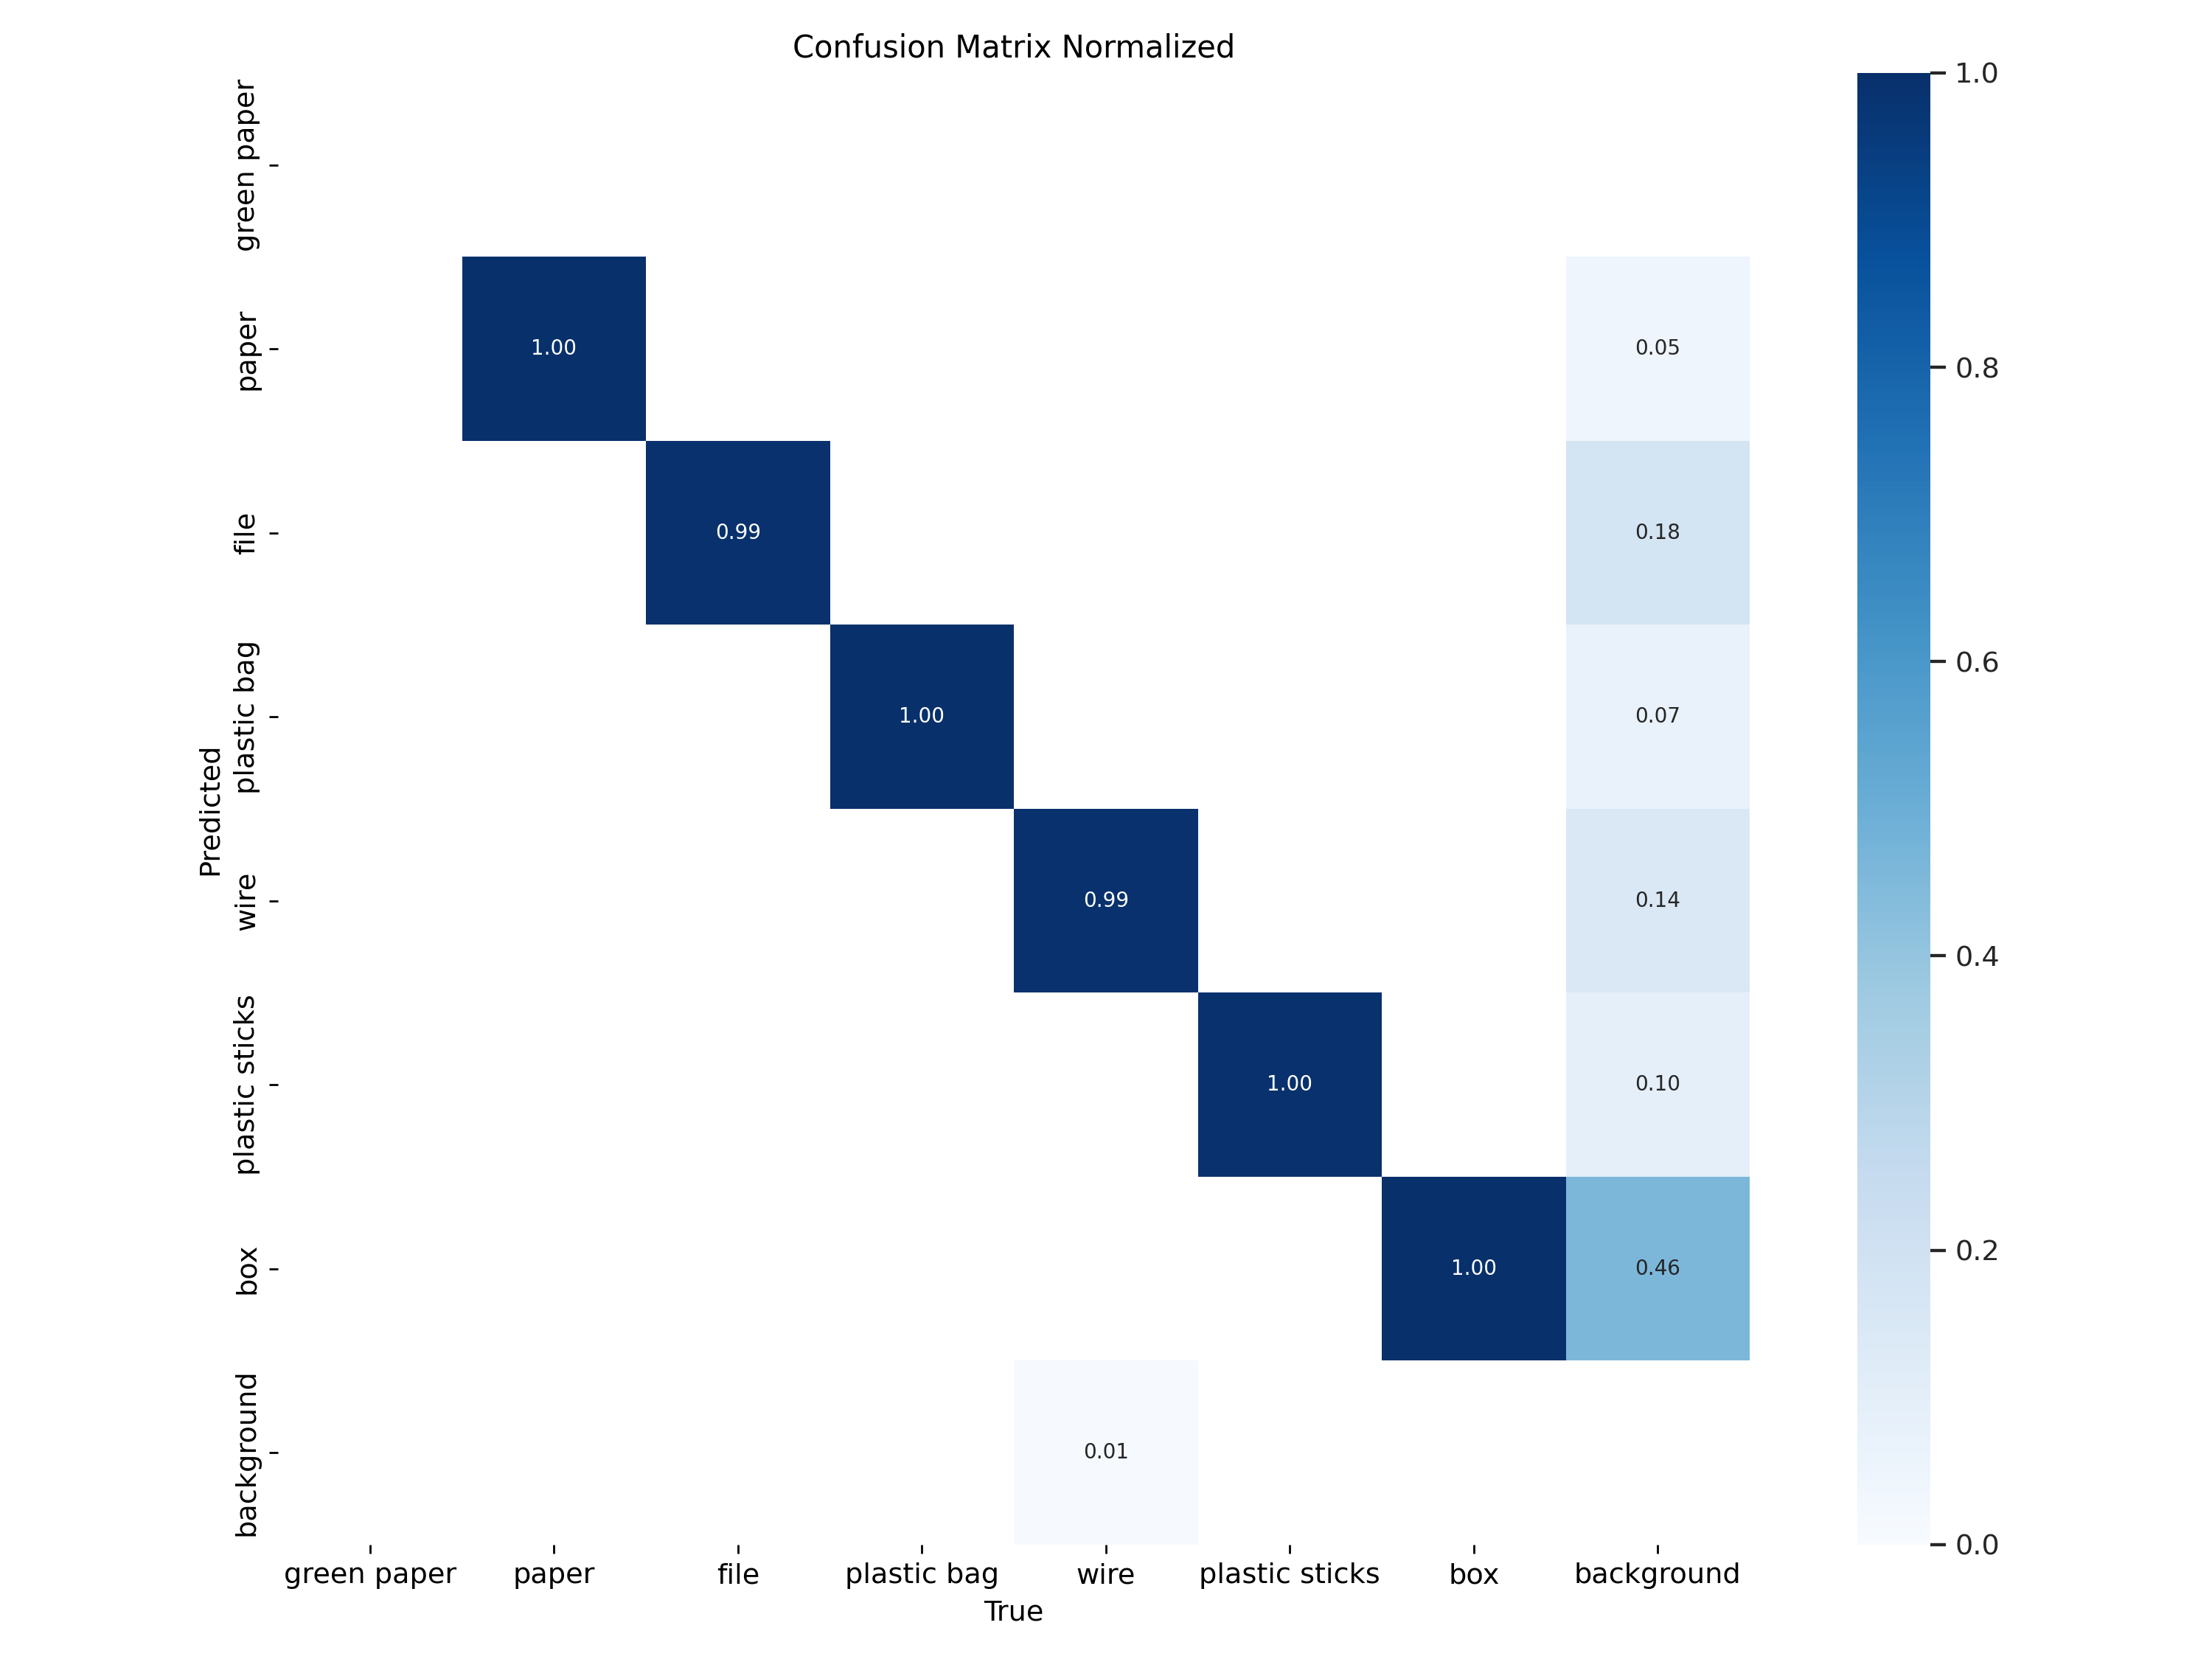 Confusion Matrix Normalized
green paper
paper
file
plastic bag
wire
plastic sticks
box
background
Predicted
1.00 0.05
0.99 0.18
1.00 0.07
0.99 0.14
1.00 0.10
1.00 0.46
0.01
green paper paper file plastic bag wire plastic sticks box background
True
1.0
0.8
0.6
0.4
0.2
0.0